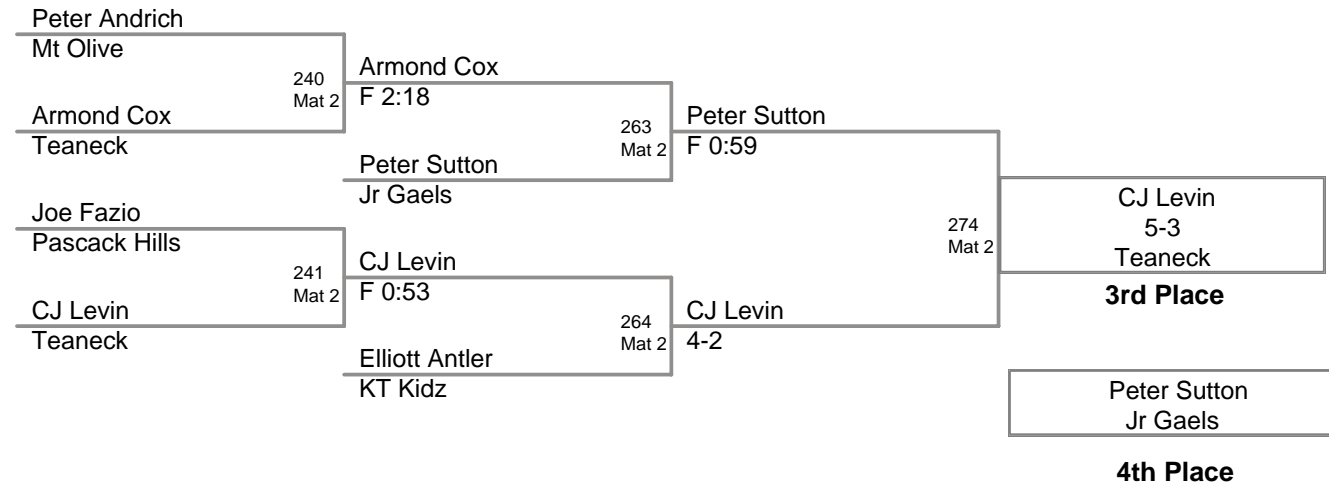 Peter Andrich
Mt Olive
240
Mat 2
Armond Cox
Teaneck
Armond Cox
F 2:18
263
Mat 2
Peter Sutton
Jr Gaels
Peter Sutton
F 0:59
Joe Fazio
Pascack Hills
241
Mat 2
CJ Levin
Teaneck
CJ Levin
F 0:53
264
Mat 2
Elliott Antler
KT Kidz
CJ Levin
4-2
274
Mat 2
CJ Levin
5-3
Teaneck
3rd Place
Peter Sutton
Jr Gaels
4th Place